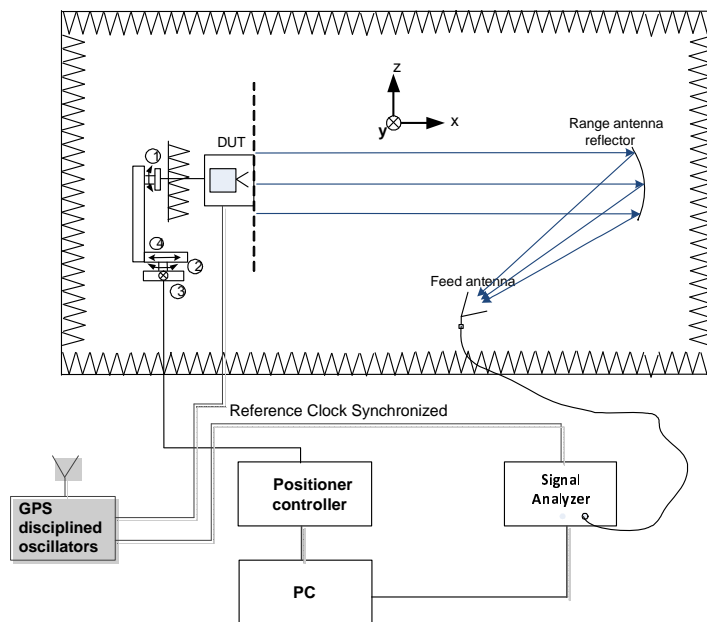 z
x
y
DUT
Range antenna
reflector
1
4
2
3
Feed antenna
Reference Clock Synchronized
GPS
disciplined
oscillators
Positioner
controller
Signal
Analyzer
PC